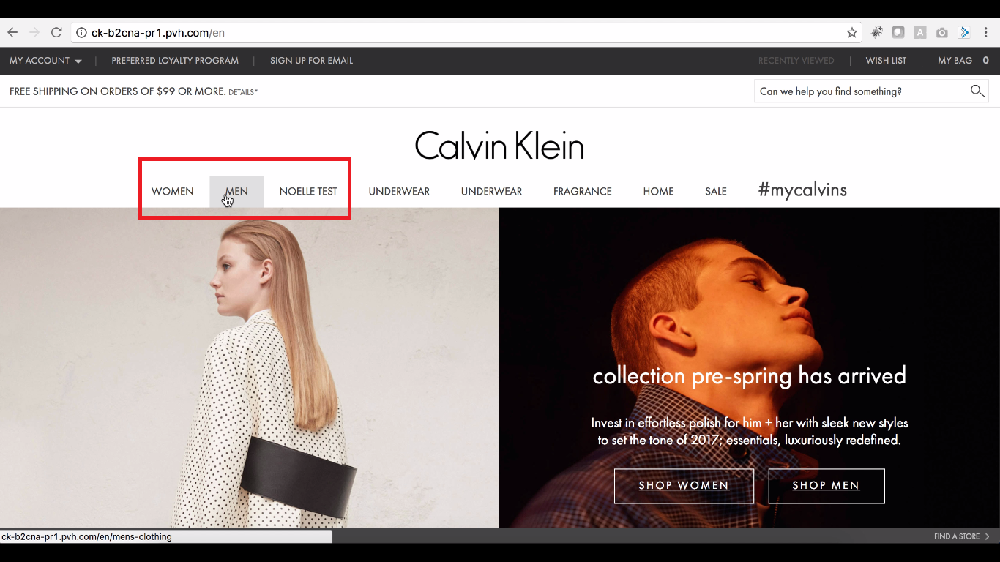 ck-b2cna-pr1.pvh.com/en
MY ACCOUNT | PREFERRED LOYALTY PROGRAM | SIGN UP FOR EMAIL RECENTLY VIEWED | WISH LIST | MY BAG 0
FREE SHIPPING ON ORDERS OF $99 OR MORE. DETAILS* Can we help you find something?
Calvin Klein
WOMEN MEN NOELLE TEST UNDERWEAR UNDERWEAR FRAGRANCE HOME SALE #mycalvins
collection pre-spring has arrived
Invest in effortless polish for him + her with sleek new styles
to set the tone of 2017; essentials, luxuriously redefined.
SHOP WOMEN SHOP MEN
ck-b2cna-pr1.pvh.com/en/mens-clothing FIND A STORE